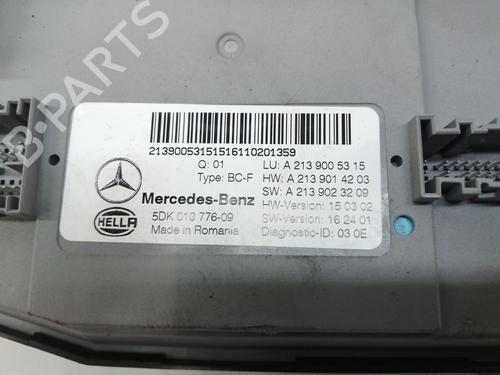 B-PARTS
21390053151516110201359
Q: 01 LU: A 213 900 53 15
Type: BC-F HW: A 213 901 42 03
SW: A 213 902 32 09
Mercedes-Benz HW-Version: 15 03 02
HELLA 5DK 010 776-09 SW-Version: 16 24 01
Made in Romania Diagnostic-ID: 03 0E